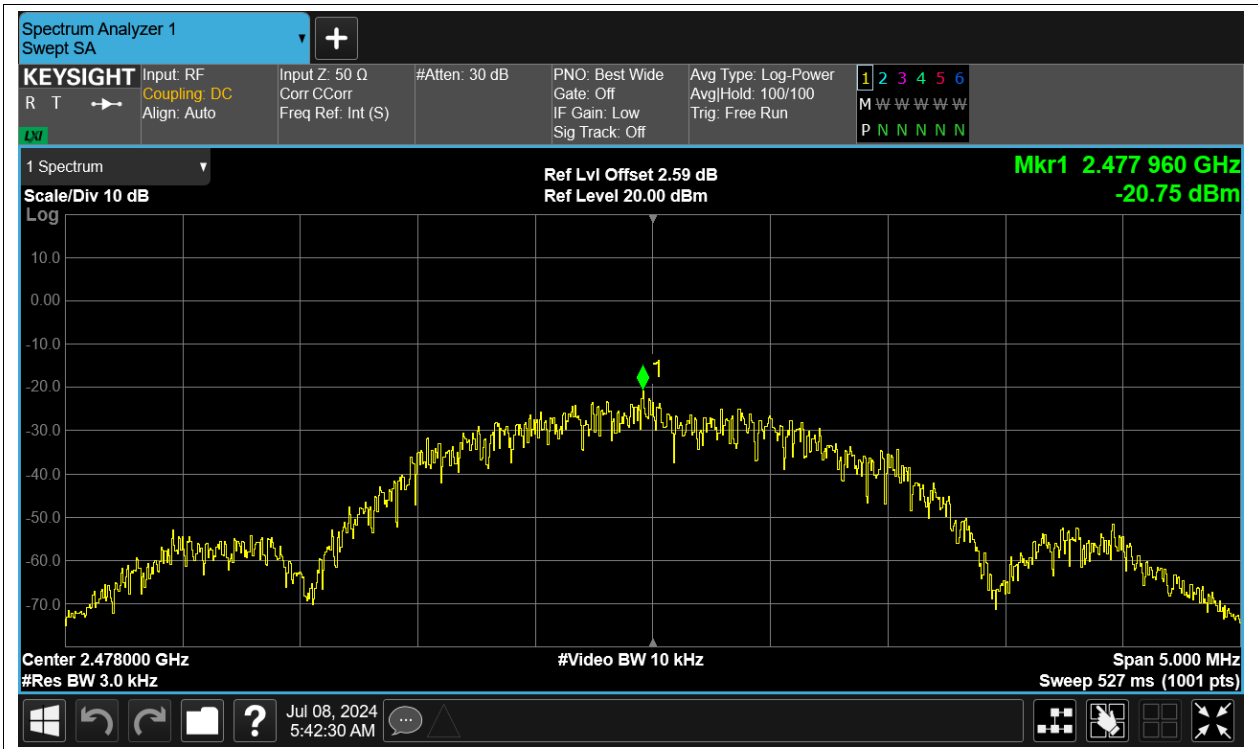 Spectrum Analyzer 1
Swept SA
KEYSIGHT
R T
LXI
Input: RF
Coupling: DC
Align: Auto
Input Z: 50 Ω
Corr CCorr
Freq Ref: Int (S)
#Atten: 30 dB
PNO: Best Wide
Gate: Off
IF Gain: Low
Sig Track: Off
Avg Type: Log-Power
Avg|Hold: 100/100
Trig: Free Run
1 2 3 4 5 6
M W W W W W W
P N N N N N N
1 Spectrum
Scale/Div 10 dB
Ref Lvl Offset 2.59 dB
Ref Level 20.00 dBm
Mkr1 2.477 960 GHz
-20.75 dBm
Log
10.0
0.00
-10.0
-20.0
-30.0
-40.0
-50.0
-60.0
-70.0
1
Center 2.478000 GHz
#Res BW 3.0 kHz
#Video BW 10 kHz
Span 5.000 MHz
Sweep 527 ms (1001 pts)
?
Jul 08, 2024
5:42:30 AM